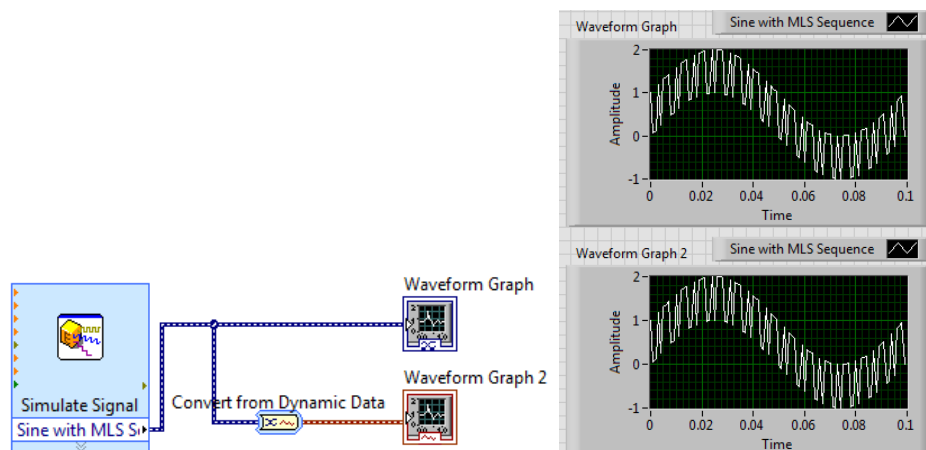 Waveform Graph
Sine with MLS Sequence
2
1
0
-1
Amplitude
0
0.02
0.04
0.06
0.08
0.1
Time
Waveform Graph 2
Sine with MLS Sequence
2
1
0
-1
Amplitude
0
0.02
0.04
0.06
0.08
0.1
Time
Waveform Graph
Simulate Signal
Sine with MLS S
Convert from Dynamic Data
Waveform Graph 2